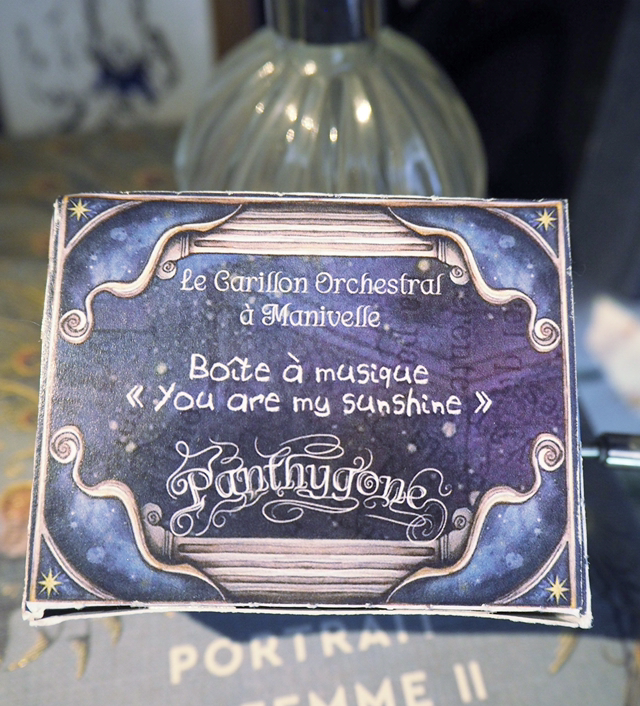 Le Carillon Orchestral
à Manivelle
Boîte à musique
« You are my sunshine »
Panthygone
PORTRAIT
FEMME II